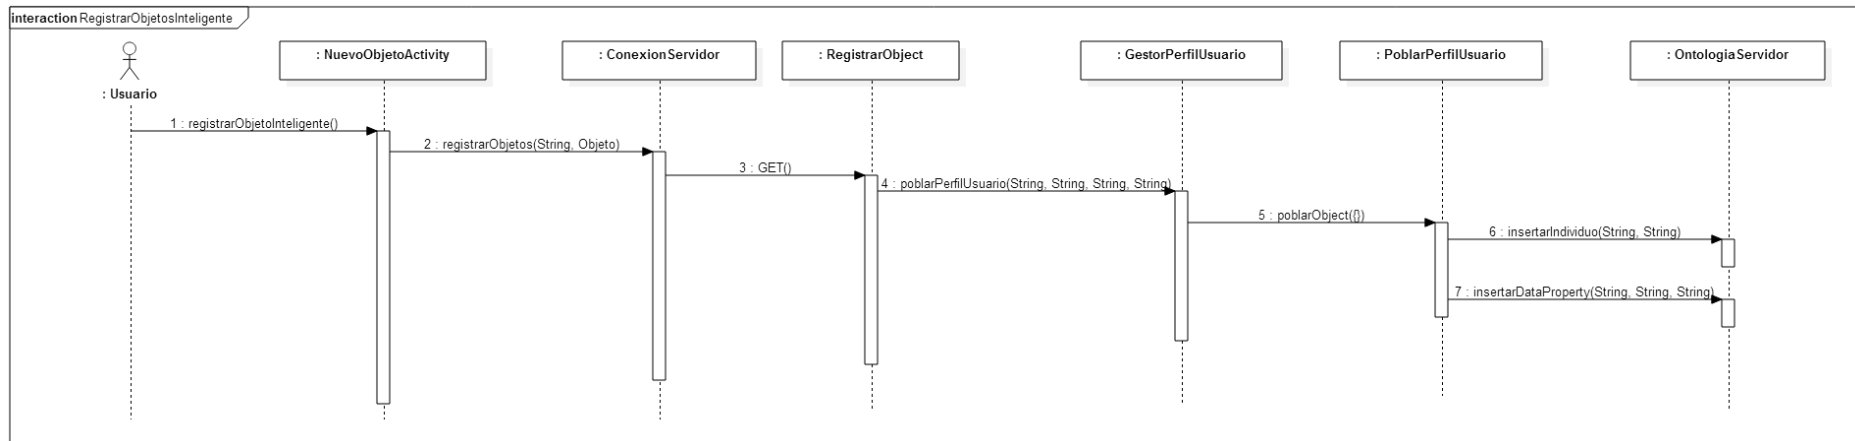 interaction RegistrarObjetosInteligente
: Usuario
: NuevoObjetoActivity
: ConexionServidor
: RegistrarObject
: GestorPerfilUsuario
: PoblarPerfilUsuario
: OntologiaServidor
1 : registrarObjetoInteligente()
2 : registrarObjetos(String, Objeto)
3 : GET()
4 : poblarPerfilUsuario(String, String, String, String)
5 : poblarObject({})
6 : insertarIndividuo(String, String)
7 : insertarDataProperty(String, String, String)